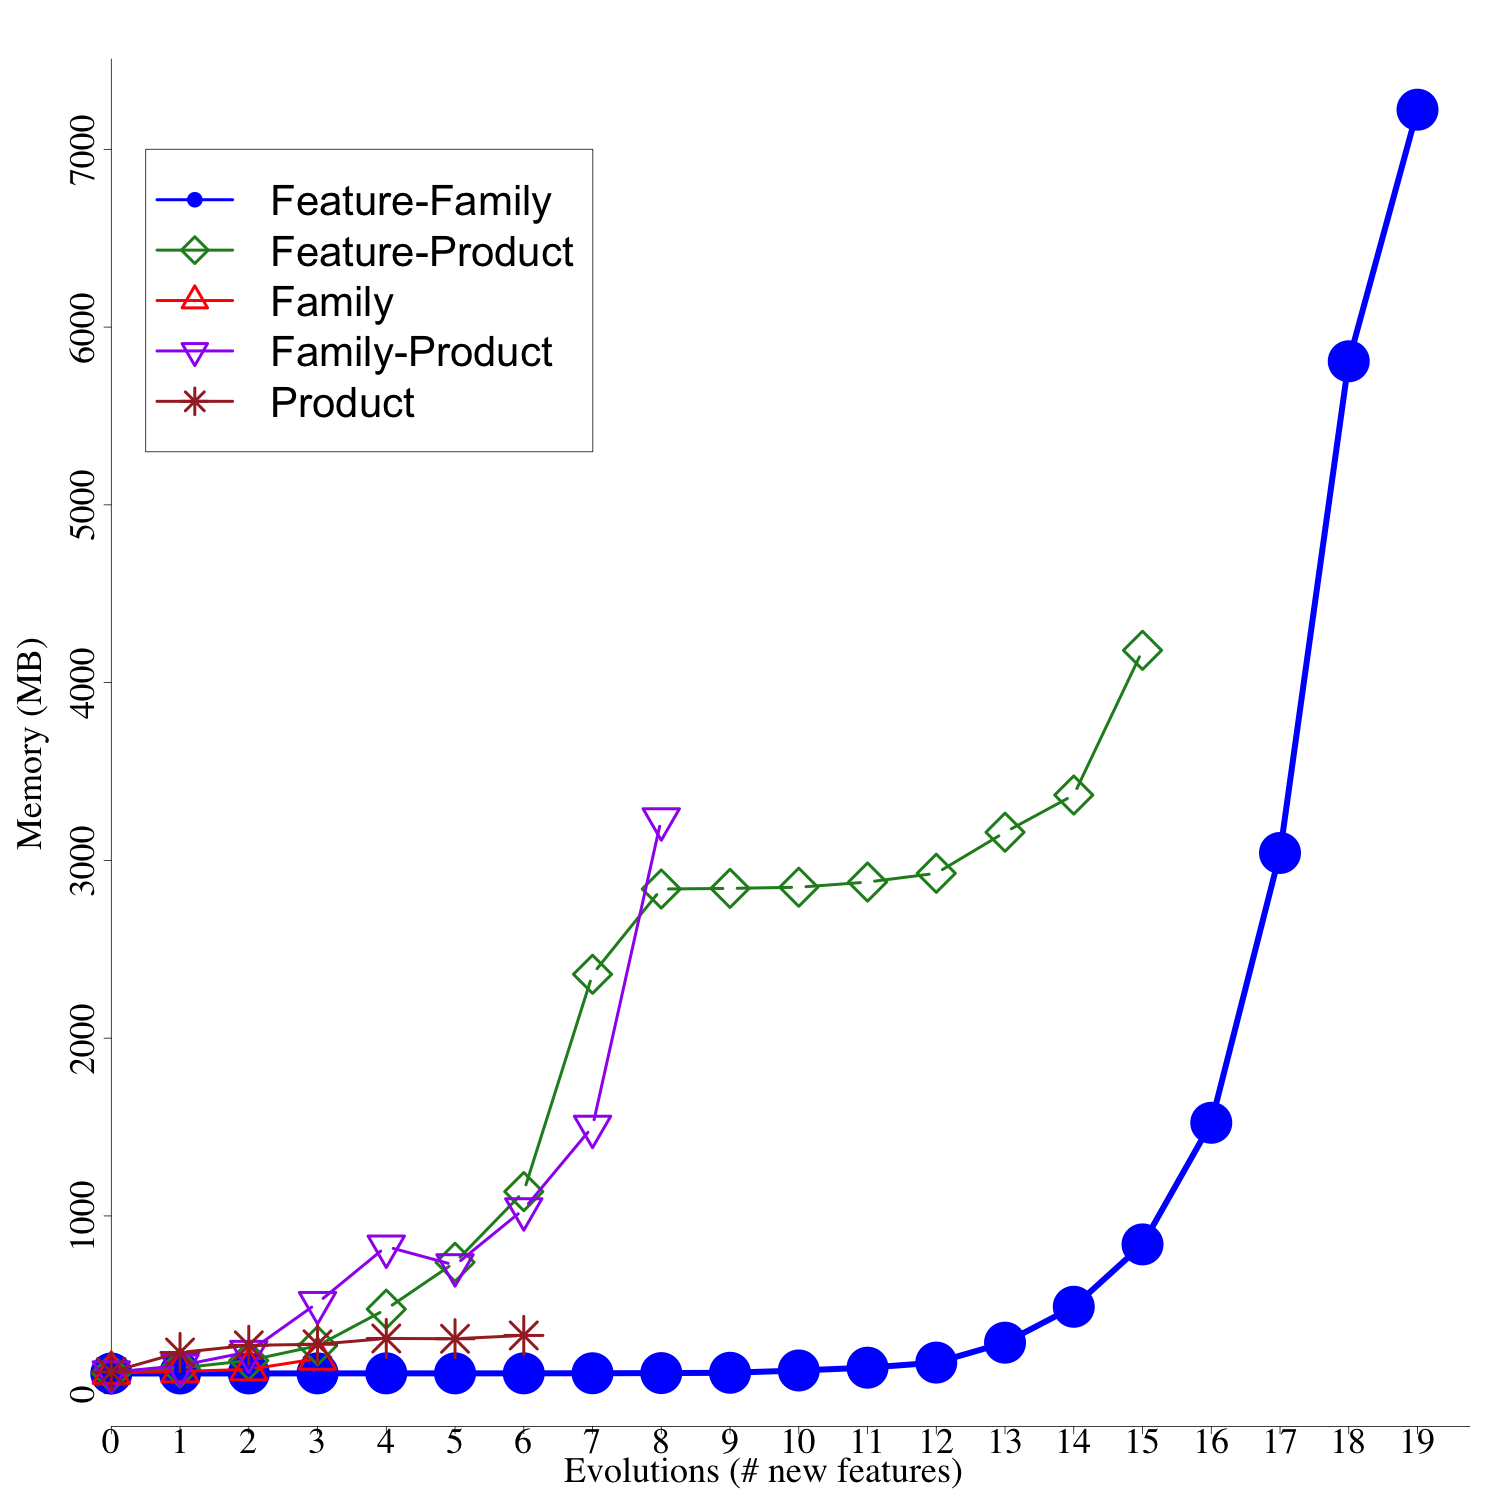 7000
6000
5000
4000
3000
2000
1000
0
Memory (MB)
Feature-Family
Feature-Product
Family
Family-Product
Product
0 1 2 3 4 5 6 7 8 9 10 11 12 13 14 15 16 17 18 19
Evolutions (# new features)